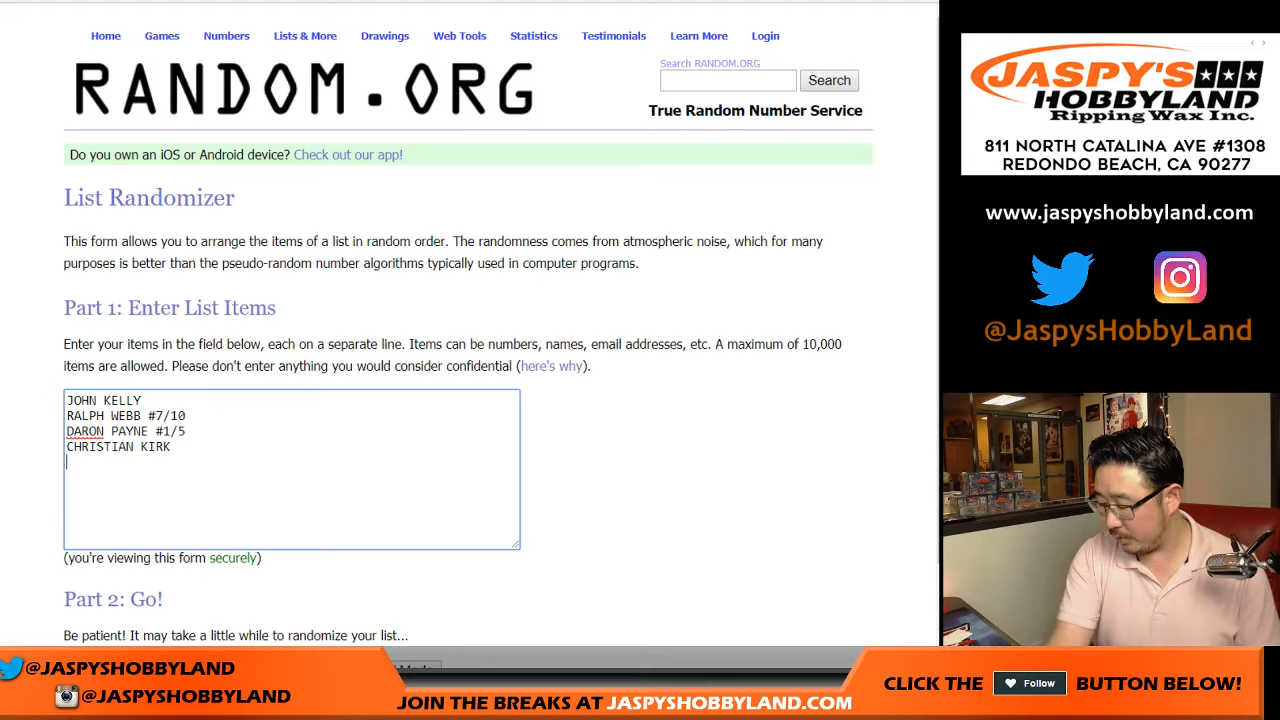 Home Games Numbers Lists & More Drawings Web Tools Statistics Testimonials Learn More Login
RANDOM.ORG
Search RANDOM.ORG
Search
True Random Number Service
Do you own an iOS or Android device? Check out our app!
List Randomizer
This form allows you to arrange the items of a list in random order. The randomness comes from atmospheric noise, which for many
purposes is better than the pseudo-random number algorithms typically used in computer programs.
Part 1: Enter List Items
Enter your items in the field below, each on a separate line. Items can be numbers, names, email addresses, etc. A maximum of 10,000
items are allowed. Please don't enter anything you would consider confidential (here's why).
JOHN KELLY
RALPH WEBB #7/10
DARON PAYNE #1/5
CHRISTIAN KIRK
(you're viewing this form securely)
Part 2: Go!
Be patient! It may take a little while to randomize your list...
JASPY'S
HOBBYLAND
Ripping Wax Inc.
811 NORTH CATALINA AVE #1308
REDONDO BEACH, CA 90277
www.jaspyshobbyland.com
@JaspysHobbyLand
@JASPYSHOBBYLAND
@JASPYSHOBBYLAND
JOIN THE BREAKS AT JASPYSHOBBYLAND.COM
CLICK THE Follow BUTTON BELOW!